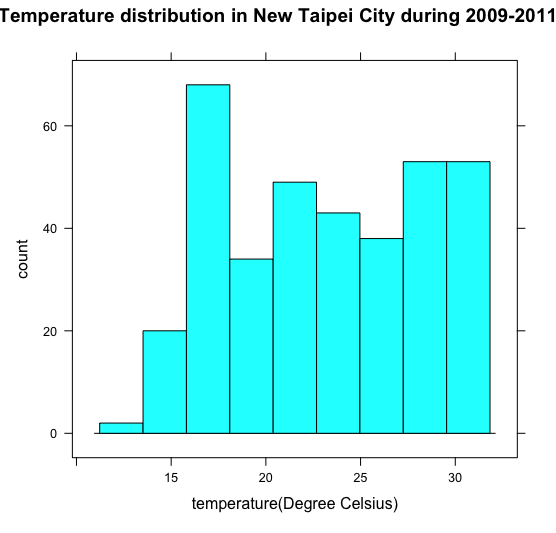 Temperature distribution in New Taipei City during 2009-2011
count
60
40
20
0
15 20 25 30
temperature(Degree Celsius)